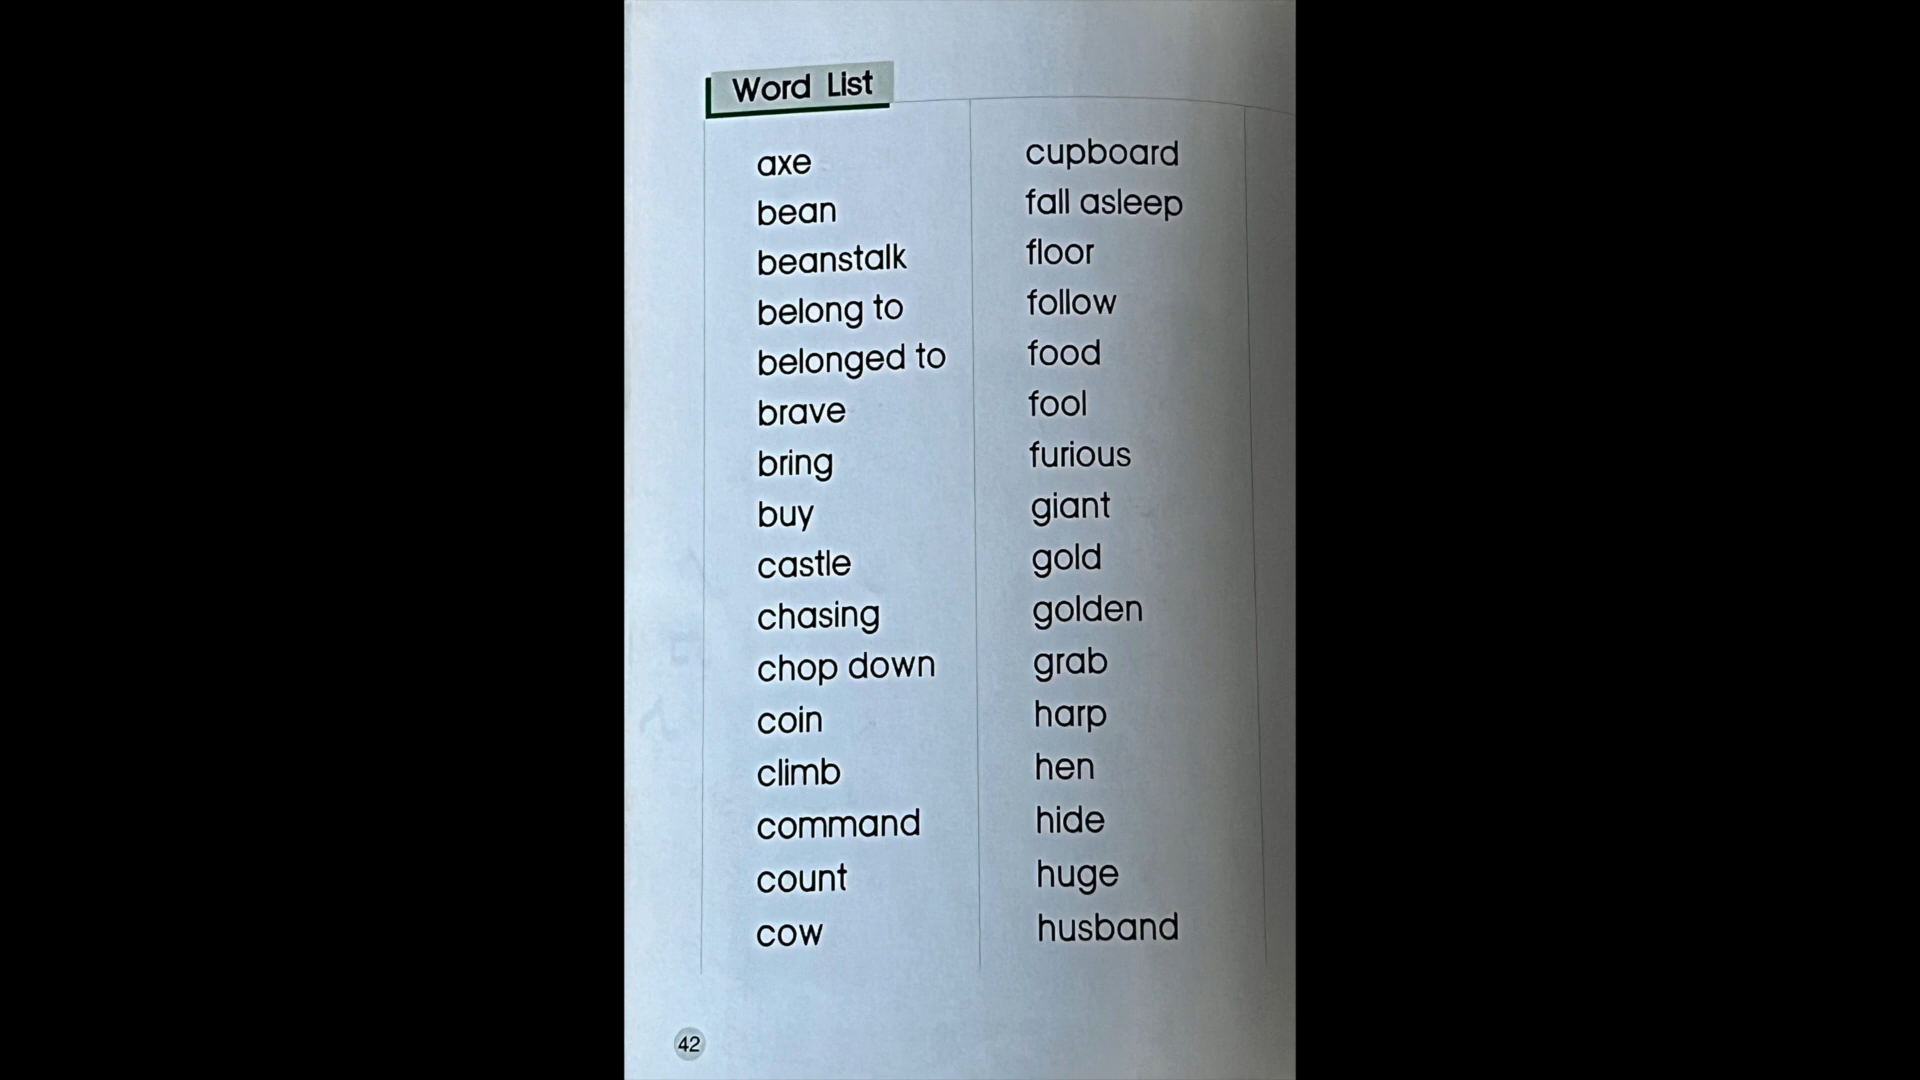 Word List
axe
bean
beanstalk
belong to
belonged to
brave
bring
buy
castle
chasing
chop down
coin
climb
command
count
cow
cupboard
fall asleep
floor
follow
food
fool
furious
giant
gold
golden
grab
harp
hen
hide
huge
husband
42